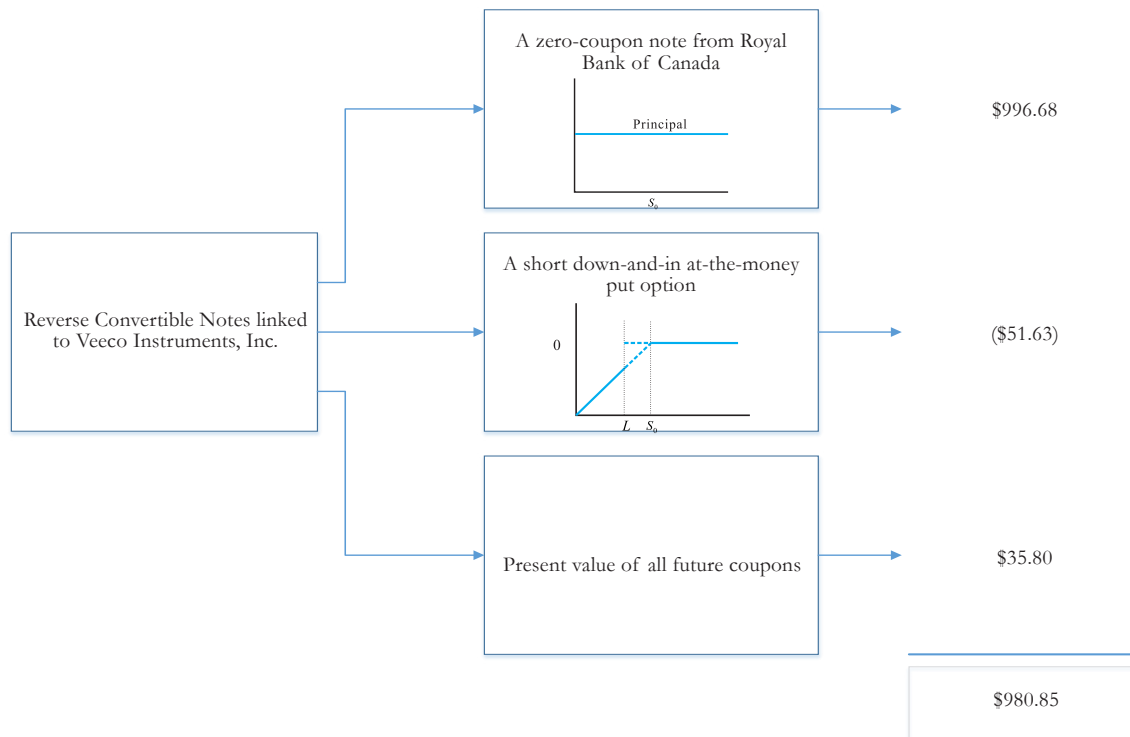 A zero-coupon note from Royal
Bank of Canada
Principal
S₀
$996.68
Reverse Convertible Notes linked
to Veeco Instruments, Inc.
A short down-and-in at-the-money
put option
0
L S₀
($51.63)
Present value of all future coupons
$35.80
$980.85